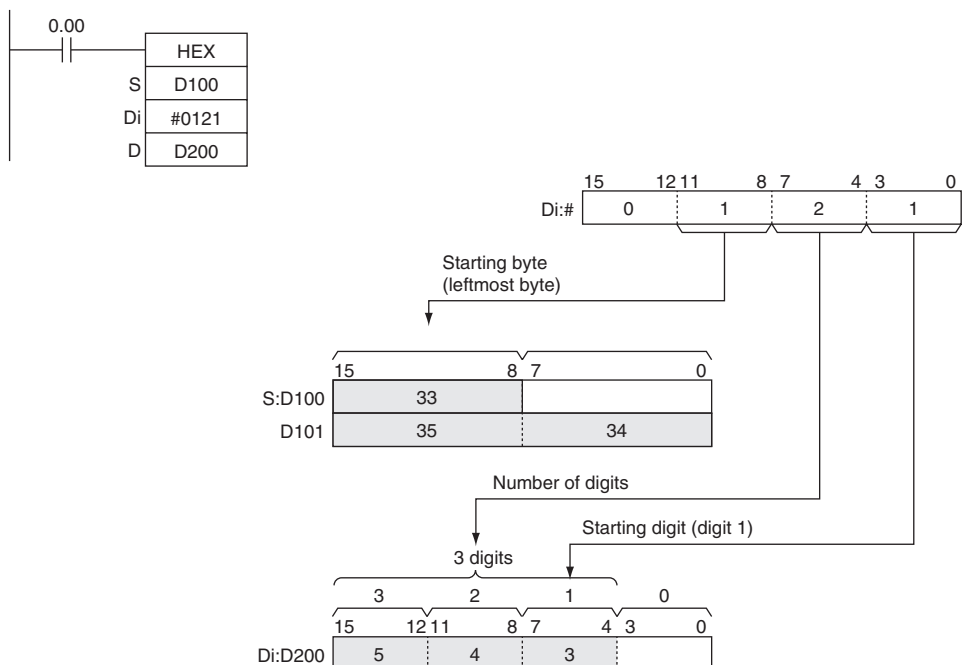 0.00
HEX
S D100
Di #0121
D D200
15 12 11 8 7 4 3 0
Di:# 0 1 2 1
Starting byte
(leftmost byte)
15 8 7 0
S:D100 33
D101 35 34
Number of digits
Starting digit (digit 1)
3 digits
3 2 1 0
15 12 11 8 7 4 3 0
Di:D200 5 4 3